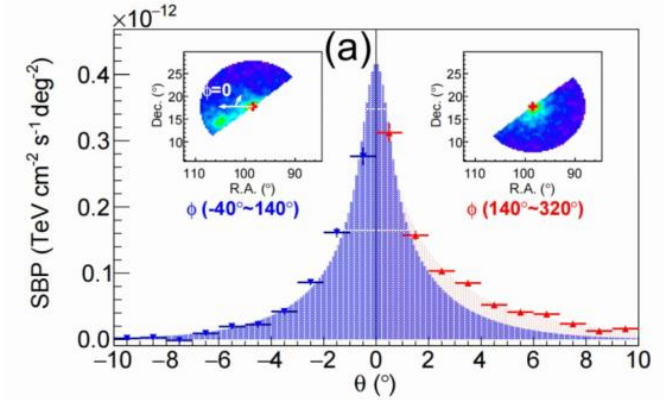 ×10⁻¹²
(a)
SBP (TeV cm⁻² s⁻¹ deg⁻²)
0.4
0.3
0.2
0.1
0.0
Dec. (°)
25
20
15
10
ϕ=0
110 100 90
R.A. (°)
ϕ (-40°~140°)
Dec. (°)
25
20
15
10
110 100 90
R.A. (°)
ϕ (140°~320°)
−10 −8 −6 −4 −2 0 2 4 6 8 10
θ (°)